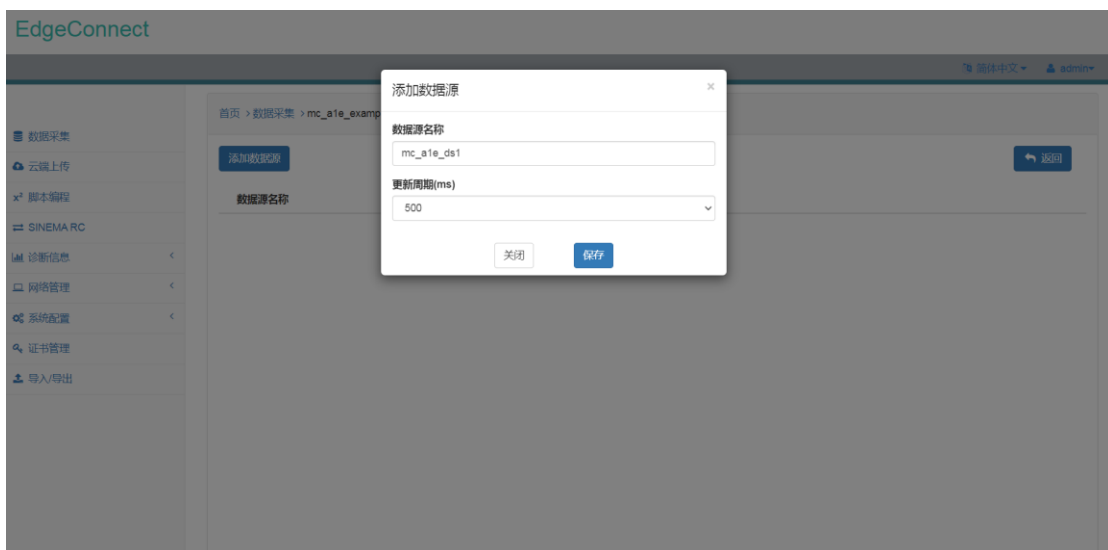 EdgeConnect
简体中文
admin
首页 › 数据采集 › mc_a1e_examp
添加数据源
×
数据源名称
mc_a1e_ds1
更新周期(ms)
500
关闭
保存
添加数据源
返回
数据源名称
数据采集
云端上传
x² 脚本编程
SINEMA RC
诊断信息
网络管理
系统配置
证书管理
导入/导出